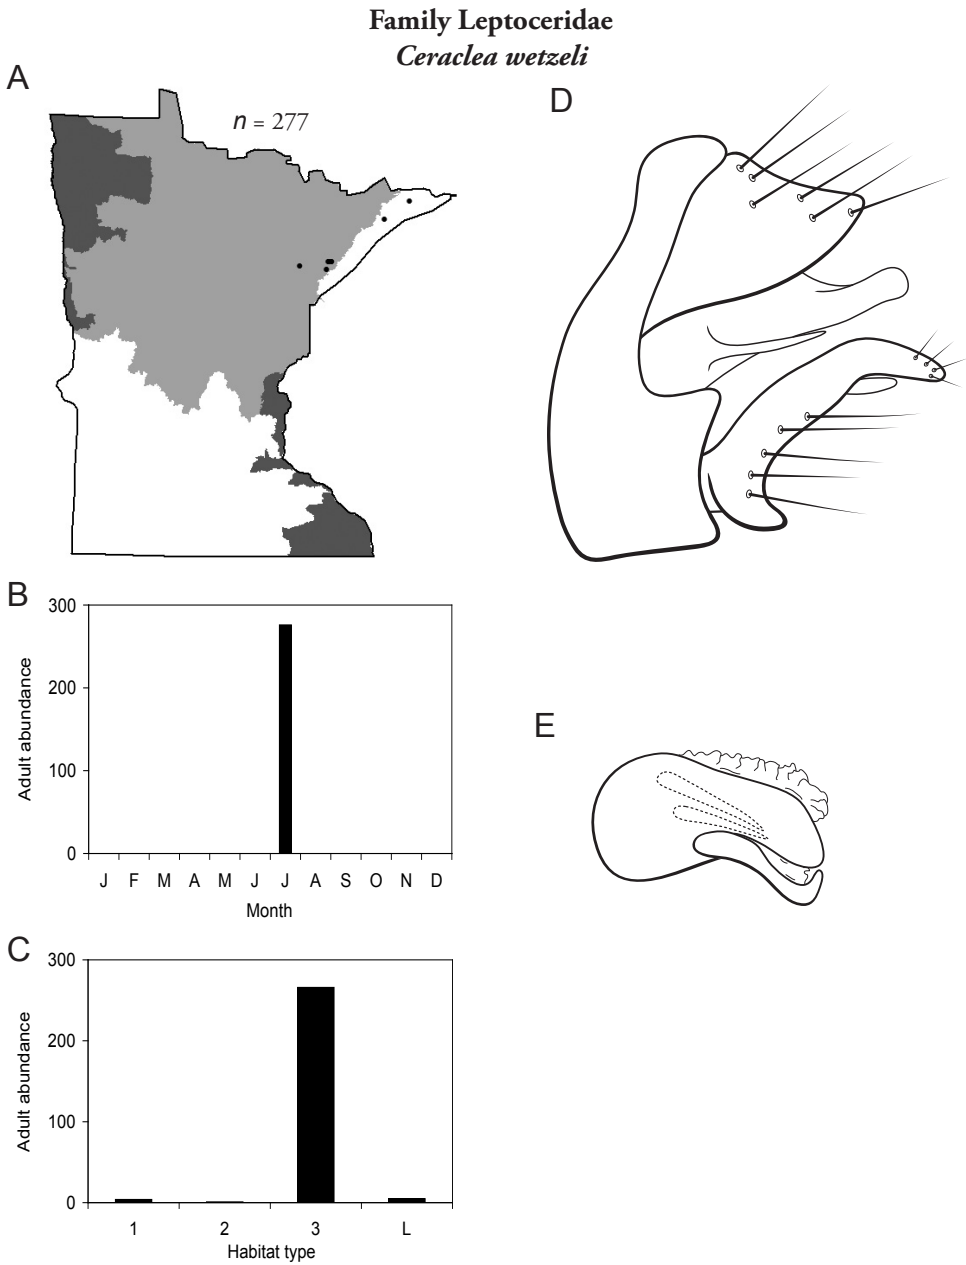 Family Leptoceridae
Ceraclea wetzeli
A
n = 277
B
300
200
100
0
Adult abundance
J F M A M J J A S O N D
Month
C
300
200
100
0
Adult abundance
1 2 3 L
Habitat type
D
E